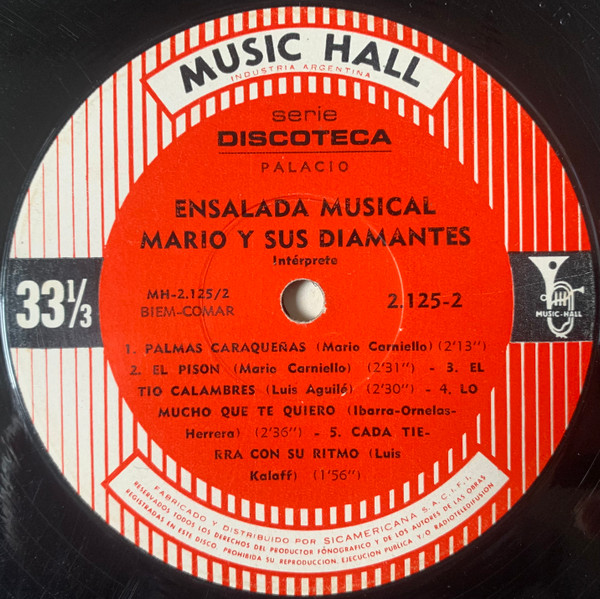 MUSIC HALL
INDUSTRIA ARGENTINA
serie
DISCOTECA
PALACIO
ENSALADA MUSICAL
MARIO Y SUS DIAMANTES
Intérprete
33⅓
MH-2.125/2
BIEM-COMAR
2.125-2
MUSIC-HALL
1. PALMAS CARAQUEÑAS (Mario Carniello) (2'13'')
2. EL PISON (Mario Carniello) (2'31'') - 3. EL
TIO CALAMBRES (Luis Aguilé) (2'30'') - 4. LO
MUCHO QUE TE QUIERO (Ibarra-Ornelas-
Herrera) (2'36'') - 5. CADA TIE-
RRA CON SU RITMO (Luis
Kalaff) (1'56'')
FABRICADO Y DISTRIBUIDO POR SICAMERICANA S.A.C.I.F.I.
RESERVADOS TODOS LOS DERECHOS DEL PRODUCTOR FÓNOGRAFICO Y DE LOS AUTORES DE LAS OBRAS
REGISTRADAS EN ESTE DISCO. PROHIBIDA SU REPRODUCCION, EJECUCION PUBLICA Y/O RADIOTELEDIFUSION